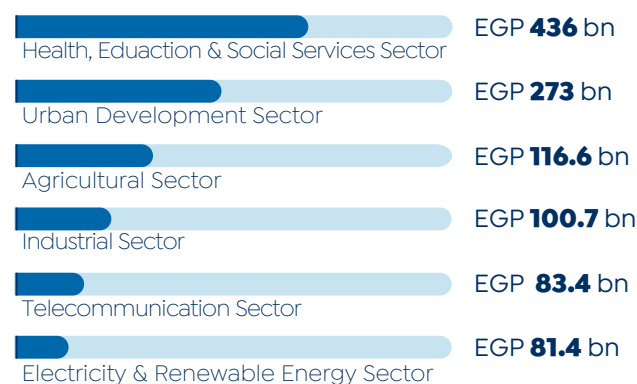 EGP 436 bn
Health, Eduaction & Social Services Sector
EGP 273 bn
Urban Development Sector
EGP 116.6 bn
Agricultural Sector
EGP 100.7 bn
Industrial Sector
EGP 83.4 bn
Telecommunication Sector
EGP 81.4 bn
Electricity & Renewable Energy Sector